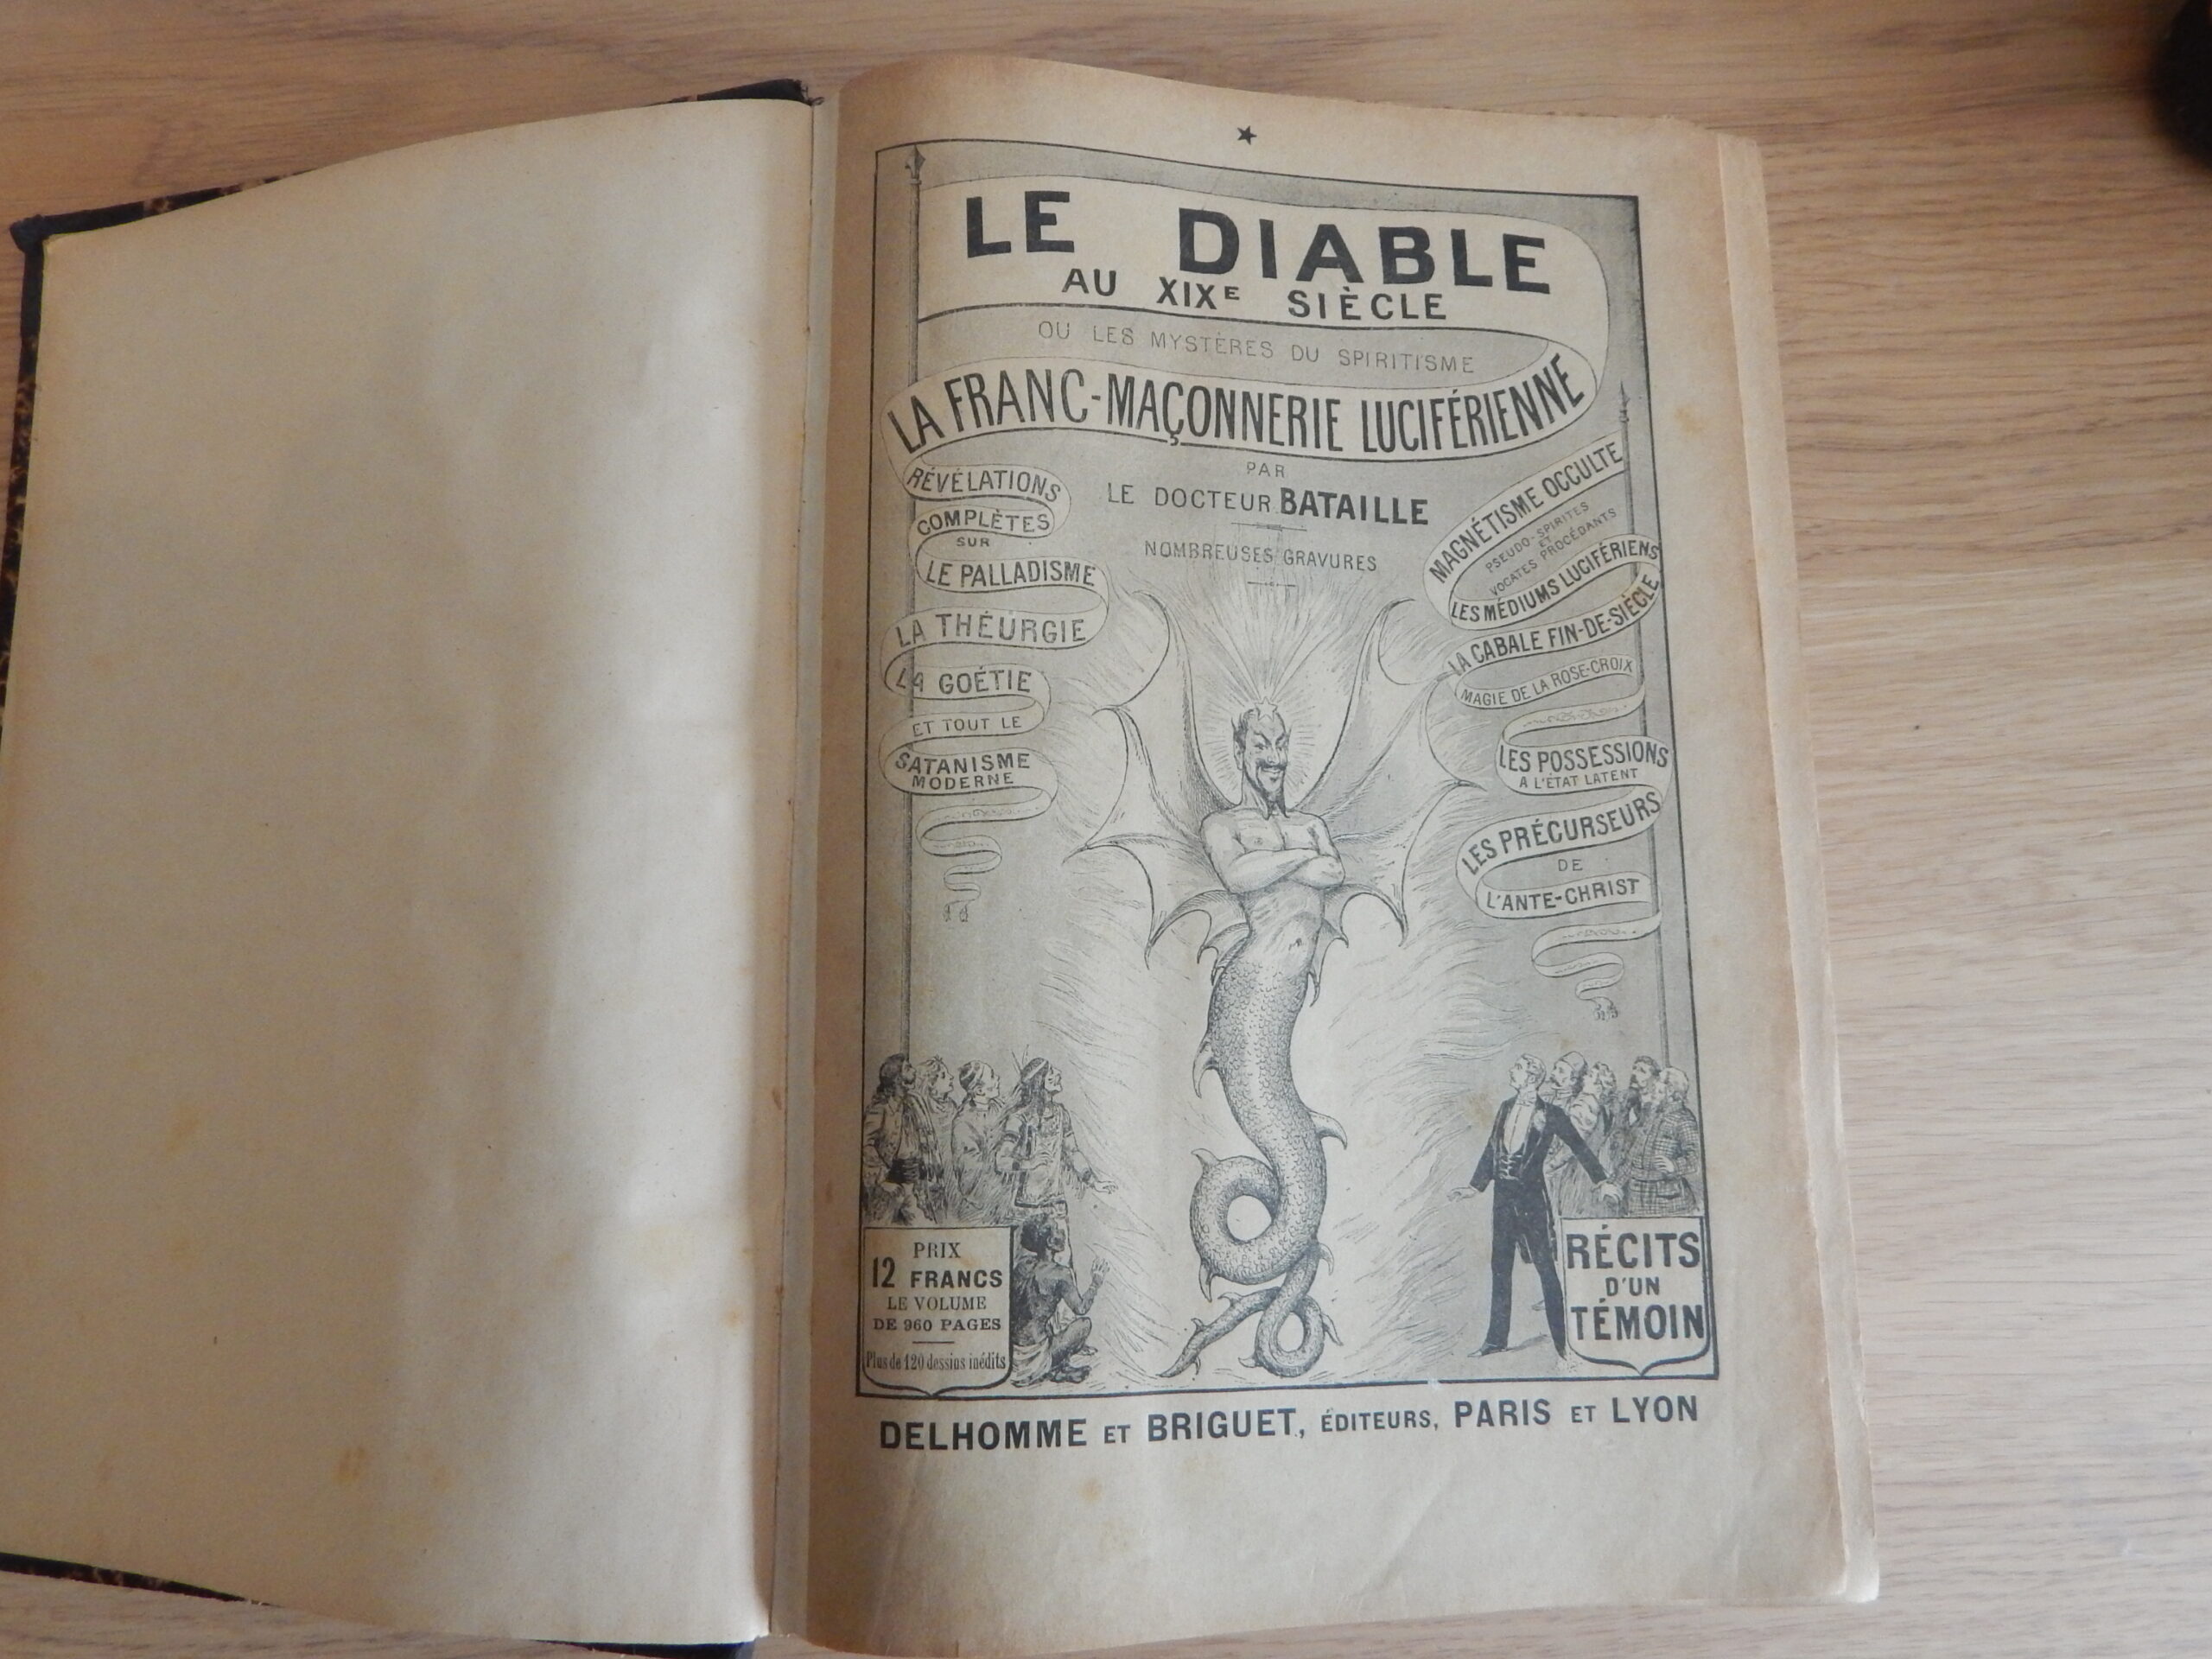 LE DIABLE
AU XIXE SIÈCLE
OU LES MYSTÈRES DU SPIRITISME
LA FRANC-MAÇONNERIE LUCIFÉRIENNE
PAR
LE DOCTEUR BATAILLE
NOMBREUSES GRAVURES
RÉVÉLATIONS
COMPLÈTES
SUR
LE PALLADISME
LA THÉURGIE
LA GOÉTIE
ET TOUT LE
SATANISME
MODERNE
MAGNÉTISME OCCULTE
PSEUDO-SPIRITES
ET
VOCATES PROCÉDANTS
LES MÉDIUMS LUCIFÉRIENS
LA CABALE FIN-DE-SIÈCLE
MAGIE DE LA ROSE-CROIX
LES POSSESSIONS
A L'ÉTAT LATENT
LES PRÉCURSEURS
DE
L'ANTE-CHRIST
PRIX
12 FRANCS
LE VOLUME
DE 960 PAGES
Plus de 120 dessins inédits
RÉCITS
D'UN
TÉMOIN
DELHOMME ET BRIGUET, ÉDITEURS, PARIS ET LYON